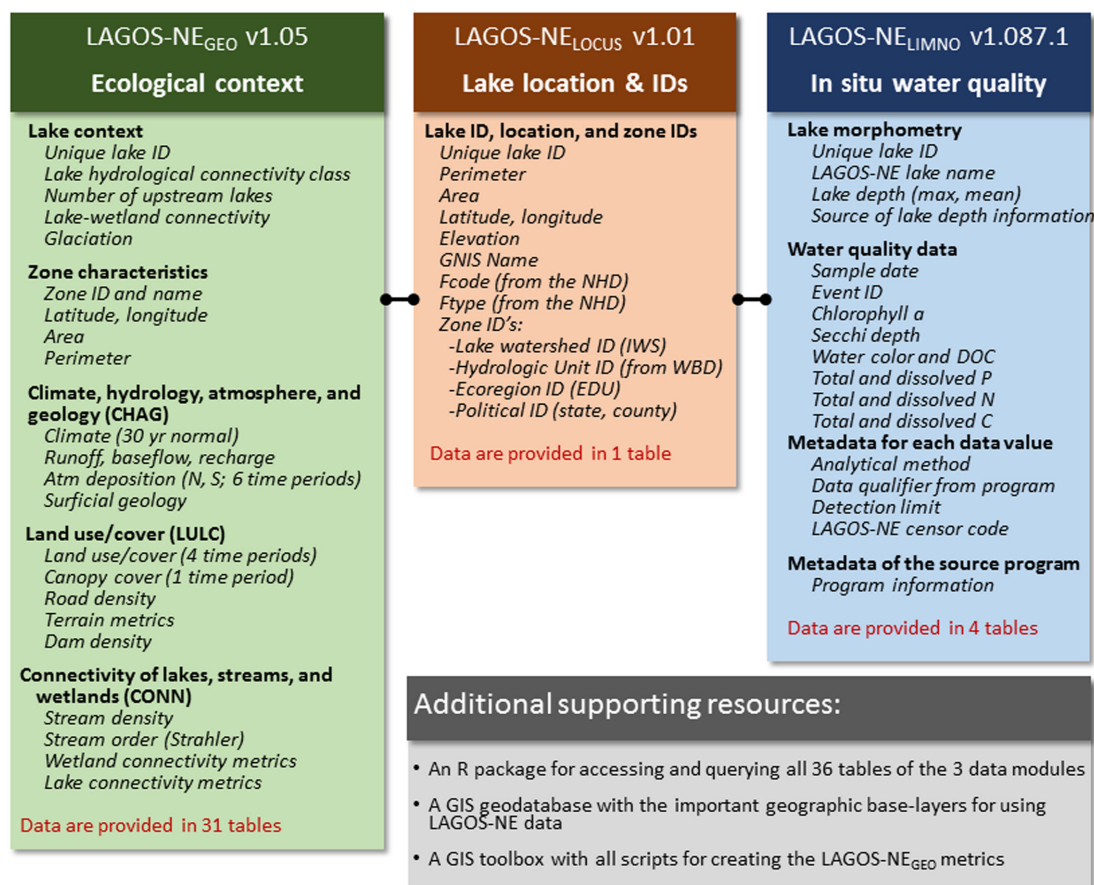 LAGOS-NEGEO v1.05
Ecological context
Lake context
Unique lake ID
Lake hydrological connectivity class
Number of upstream lakes
Lake-wetland connectivity
Glaciation
Zone characteristics
Zone ID and name
Latitude, longitude
Area
Perimeter
Climate, hydrology, atmosphere, and
geology (CHAG)
Climate (30 yr normal)
Runoff, baseflow, recharge
Atm deposition (N, S; 6 time periods)
Surficial geology
Land use/cover (LULC)
Land use/cover (4 time periods)
Canopy cover (1 time period)
Road density
Terrain metrics
Dam density
Connectivity of lakes, streams, and
wetlands (CONN)
Stream density
Stream order (Strahler)
Wetland connectivity metrics
Lake connectivity metrics
Data are provided in 31 tables
LAGOS-NELOCUS v1.01
Lake location & IDs
Lake ID, location, and zone IDs
Unique lake ID
Perimeter
Area
Latitude, longitude
Elevation
GNIS Name
Fcode (from the NHD)
Ftype (from the NHD)
Zone ID's:
-Lake watershed ID (IWS)
-Hydrologic Unit ID (from WBD)
-Ecoregion ID (EDU)
-Political ID (state, county)
Data are provided in 1 table
LAGOS-NELIMNO v1.087.1
In situ water quality
Lake morphometry
Unique lake ID
LAGOS-NE lake name
Lake depth (max, mean)
Source of lake depth information
Water quality data
Sample date
Event ID
Chlorophyll a
Secchi depth
Water color and DOC
Total and dissolved P
Total and dissolved N
Total and dissolved C
Metadata for each data value
Analytical method
Data qualifier from program
Detection limit
LAGOS-NE censor code
Metadata of the source program
Program information
Data are provided in 4 tables
Additional supporting resources:
• An R package for accessing and querying all 36 tables of the 3 data modules
• A GIS geodatabase with the important geographic base-layers for using
LAGOS-NE data
• A GIS toolbox with all scripts for creating the LAGOS-NEGEO metrics